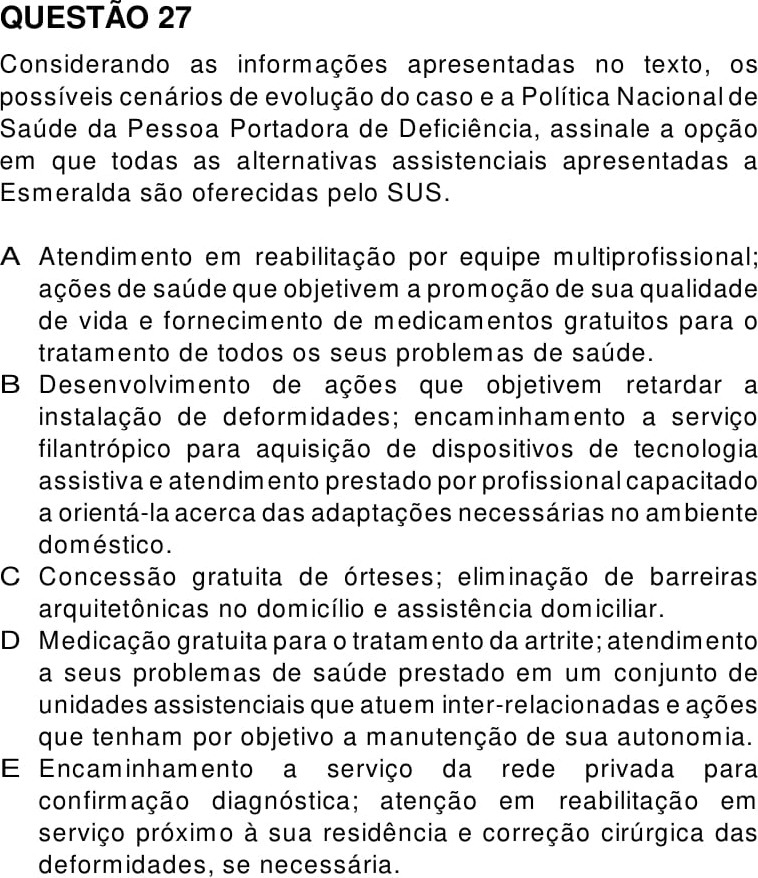 QUESTÃO 27
Considerando as informações apresentadas no texto, os
possíveis cenários de evolução do caso e a Política Nacional de
Saúde da Pessoa Portadora de Deficiência, assinale a opção
em que todas as alternativas assistenciais apresentadas a
Esmeralda são oferecidas pelo SUS.
A Atendimento em reabilitação por equipe multiprofissional;
ações de saúde que objetivem a promoção de sua qualidade
de vida e fornecimento de medicamentos gratuitos para o
tratamento de todos os seus problemas de saúde.
B Desenvolvimento de ações que objetivem retardar a
instalação de deformidades; encaminhamento a serviço
filantrópico para aquisição de dispositivos de tecnologia
assistiva e atendimento prestado por profissional capacitado
a orientá-la acerca das adaptações necessárias no ambiente
doméstico.
C Concessão gratuita de órteses; eliminação de barreiras
arquitetônicas no domicílio e assistência domiciliar.
D Medicação gratuita para o tratamento da artrite; atendimento
a seus problemas de saúde prestado em um conjunto de
unidades assistenciais que atuem inter-relacionadas e ações
que tenham por objetivo a manutenção de sua autonomia.
E Encaminhamento a serviço da rede privada para
confirmação diagnóstica; atenção em reabilitação em
serviço próximo à sua residência e correção cirúrgica das
deformidades, se necessária.